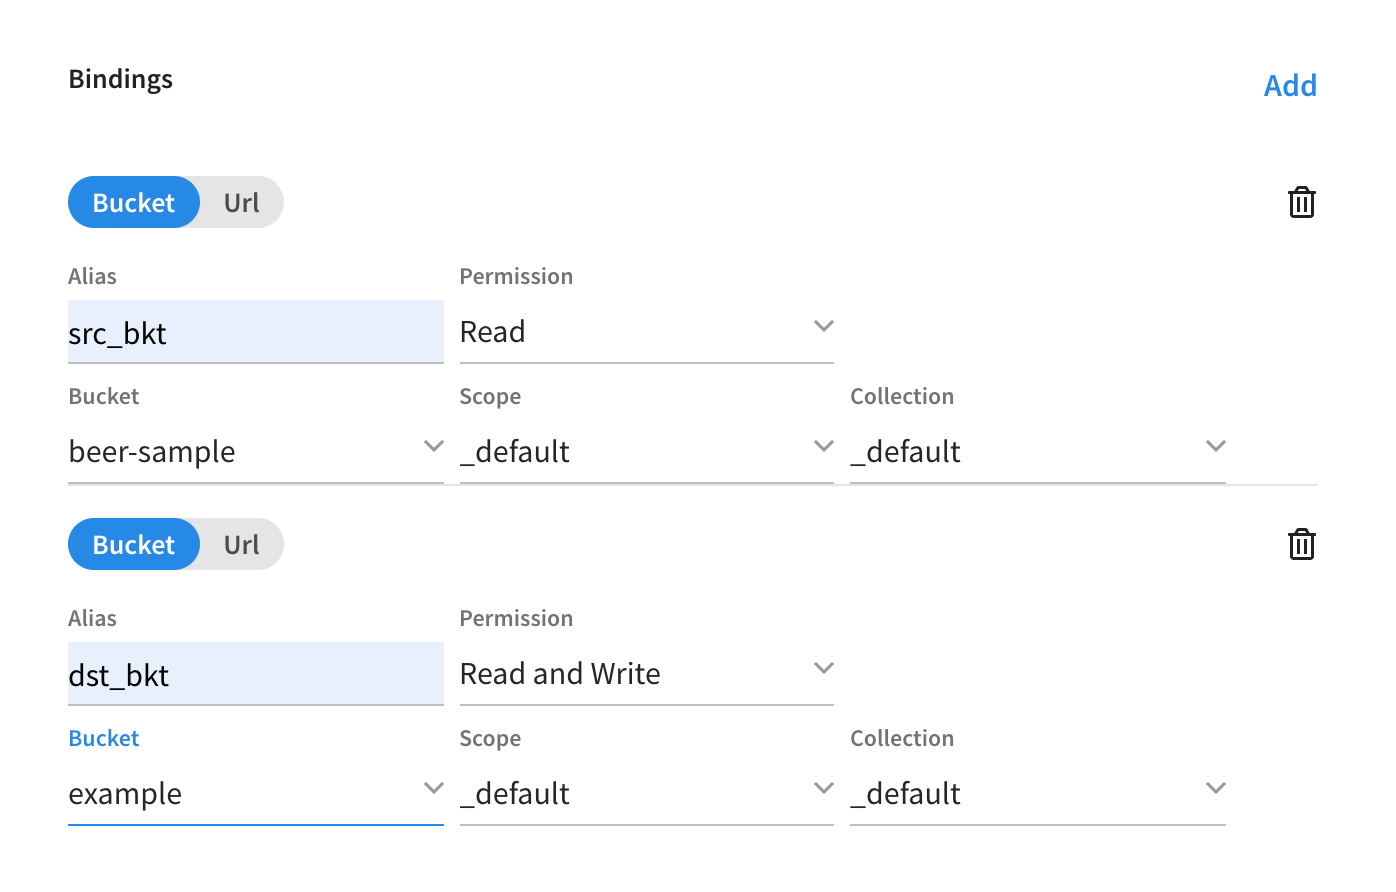 Bindings
Add
Bucket Url
Alias Permission
src_bkt Read
Bucket Scope Collection
beer-sample _default _default
Bucket Url
Alias Permission
dst_bkt Read and Write
Bucket Scope Collection
example _default _default